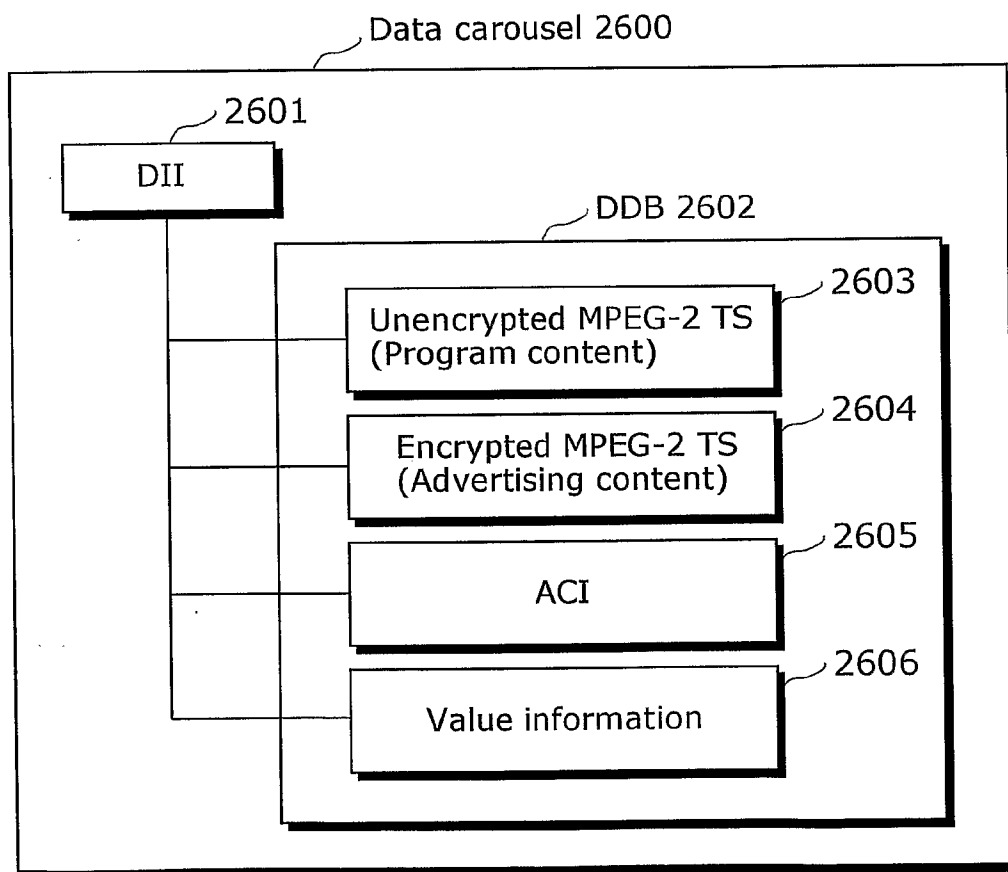 Data carousel 2600
2601
DII
DDB 2602
2603
Unencrypted MPEG-2 TS
(Program content)
2604
Encrypted MPEG-2 TS
(Advertising content)
2605
ACI
2606
Value information